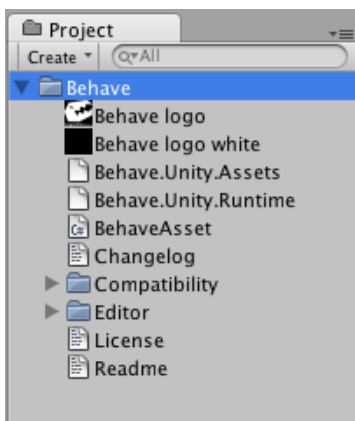 Project
Create
All
Behave
Behave logo
Behave logo white
Behave.Unity.Assets
Behave.Unity.Runtime
C#
BehaveAsset
Changelog
Compatibility
Editor
License
Readme